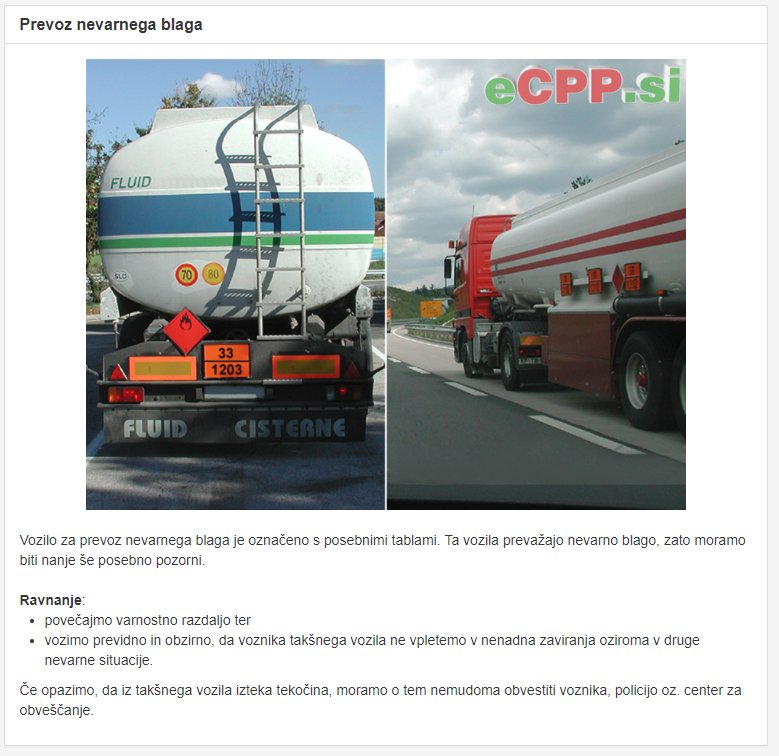 Prevoz nevarnega blaga
eCPP.si
FLUID
SLO
70
80
33
1203
FLUID CISTERNE
Vozilo za prevoz nevarnega blaga je označeno s posebnimi tablami. Ta vozila prevažajo nevarno blago, zato moramo
biti nanje še posebno pozorni.
Ravnanje:
povečajmo varnostno razdaljo ter
vozimo previdno in obzirno, da voznika takšnega vozila ne vpletemo v nenadna zaviranja oziroma v druge
nevarne situacije.
Če opazimo, da iz takšnega vozila izteka tekočina, moramo o tem nemudoma obvestiti voznika, policijo oz. center za
obveščanje.